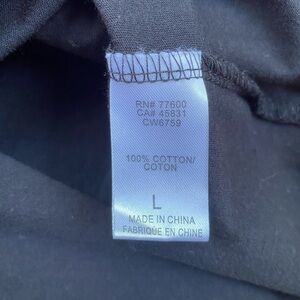 RN# 77600
CA# 45831
CW6759
100% COTTON/
COTON
L
MADE IN CHINA
FABRIQUE EN CHINE